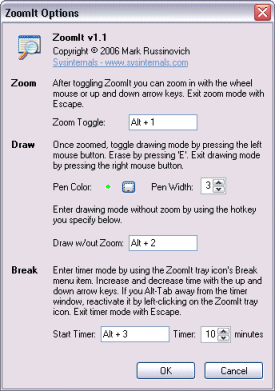 ZoomIt Options
ZoomIt v1.1
Copyright © 2006 Mark Russinovich
Sysinternals - www.sysinternals.com
Zoom
After toggling ZoomIt you can zoom in with the wheel
mouse or up and down arrow keys. Exit zoom mode with
Escape.
Zoom Toggle: Alt + 1
Draw
Once zoomed, toggle drawing mode by pressing the left
mouse button. Erase by pressing 'E'. Exit drawing mode
by pressing the right mouse button.
Pen Color: Pen Width: 3
Enter drawing mode without zoom by using the hotkey
you specify below.
Draw w/out Zoom: Alt + 2
Break
Enter timer mode by using the ZoomIt tray icon's Break
menu item. Increase and decrease time with the up and
down arrow keys. If you Alt-Tab away from the timer
window, reactivate it by left-clicking on the ZoomIt tray
icon. Exit timer mode with Escape.
Start Timer: Alt + 3 Timer: 10 minutes
OK Cancel